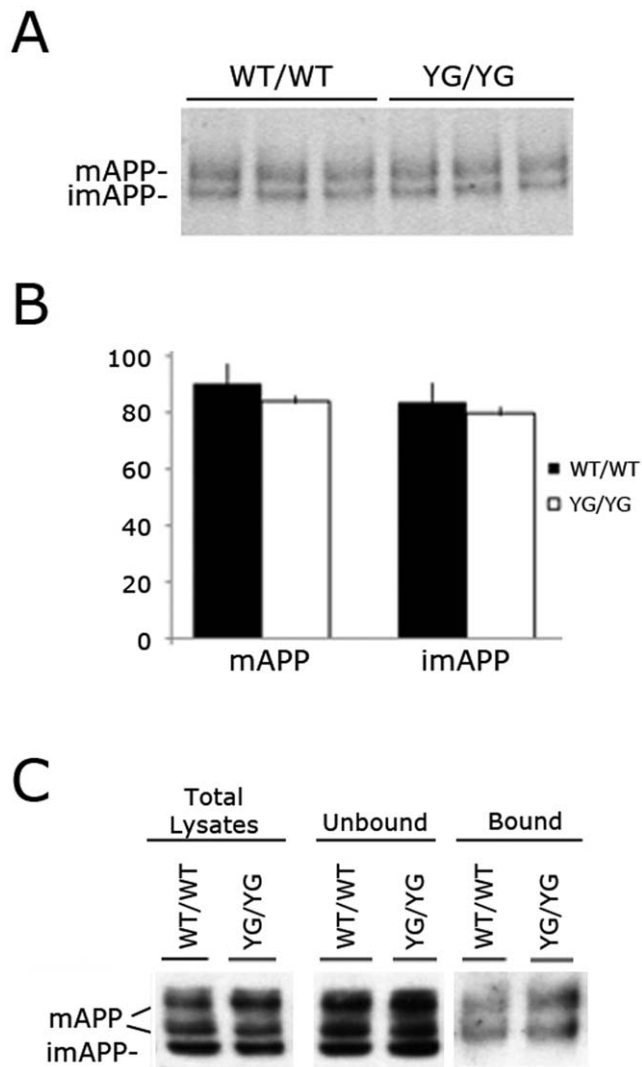 A
WT/WT YG/YG
mAPP-
imAPP-
B
100
80
60
40
20
0
mAPP imAPP
WT/WT
YG/YG
C
Total
Lysates
Unbound
Bound
WT/WT
YG/YG
WT/WT
YG/YG
WT/WT
YG/YG
mAPP
imAPP-